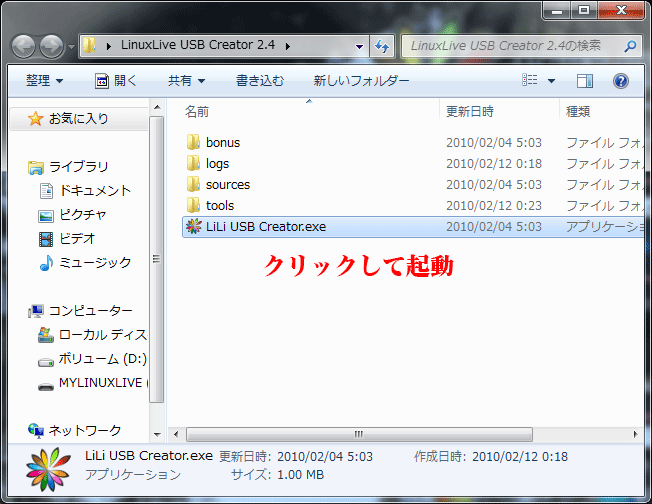 LinuxLive USB Creator 2.4
LinuxLive USB Creator 2.4の検索
整理 開く 共有 書き込む 新しいフォルダー
名前 更新日時 種類
お気に入り
ライブラリ
ドキュメント
ピクチャ
ビデオ
ミュージック
コンピューター
ローカル ディス
ボリューム (D:)
MYLINUXLIVE (
ネットワーク
bonus 2010/02/04 5:03 ファイル フォル
logs 2010/02/12 0:18 ファイル フォル
sources 2010/02/04 5:03 ファイル フォル
tools 2010/02/12 0:23 ファイル フォル
LiLi USB Creator.exe 2010/02/04 5:03 アプリケーション
クリックして起動
LiLi USB Creator.exe 更新日時: 2010/02/04 5:03 作成日時: 2010/02/12 0:18
アプリケーション サイズ: 1.00 MB